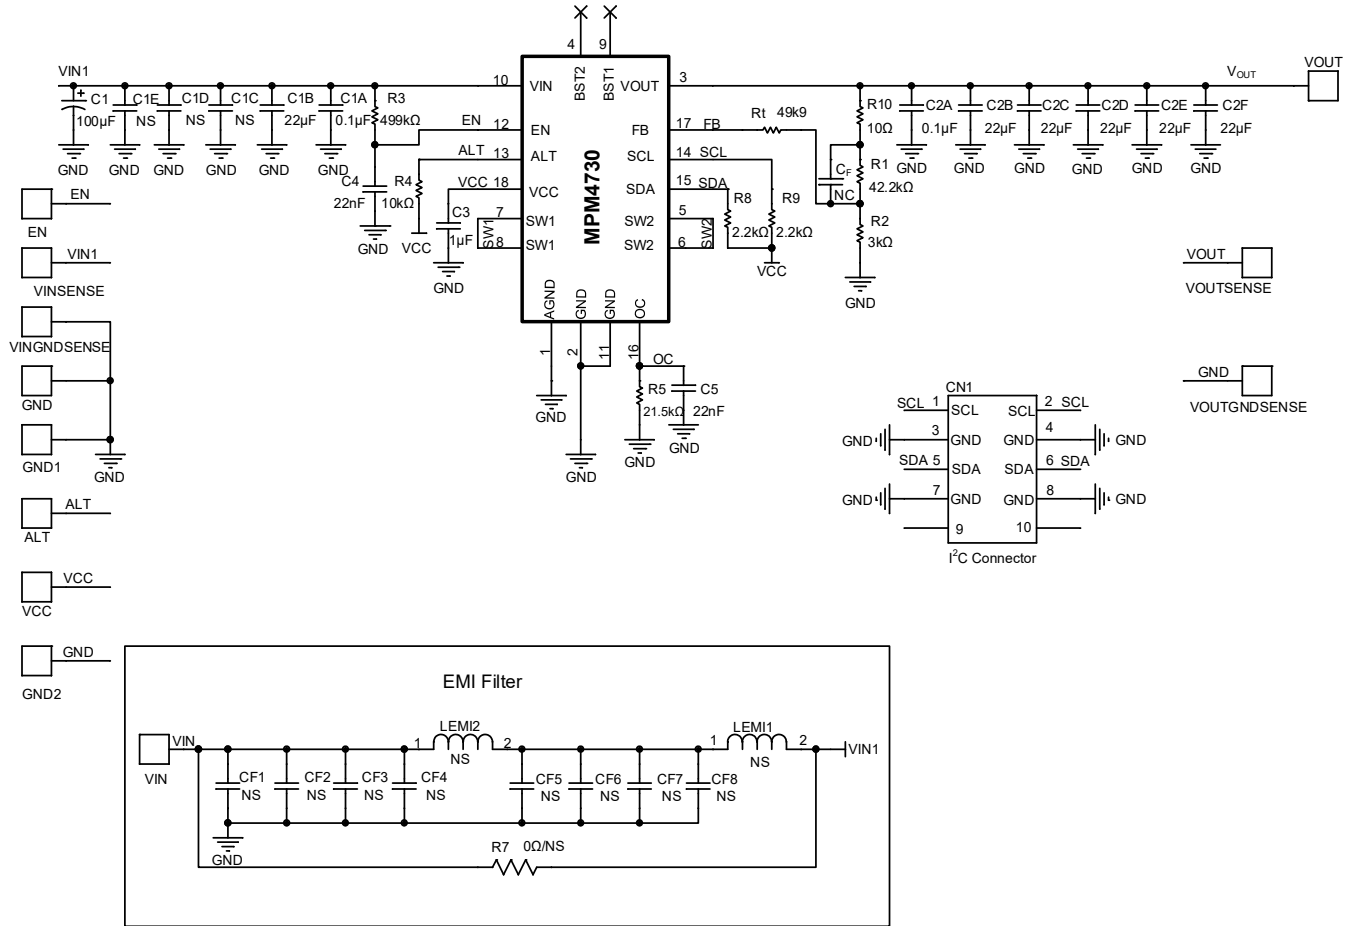 4
9
VIN1
10
VIN
BST2
BST1
VOUT
3
V_OUT
VOUT
C1
100µF
C1E
NS
C1D
NS
C1C
NS
C1B
22µF
C1A
0.1µF
R3
499kΩ
R10
10Ω
C2A
0.1µF
C2B
22µF
C2C
22µF
C2D
22µF
C2E
22µF
C2F
22µF
EN
12
EN
FB
17
FB
Rt
49k9
ALT
13
ALT
SCL
14
SCL
VCC
18
VCC
SDA
15
SDA
GND
GND
GND
GND
GND
GND
GND
GND
GND
GND
GND
GND
C4
22nF
R4
10kΩ
VCC
GND
C3
1µF
GND
7
SW1
8
SW1
SW1
MPM4730
SW2
5
SW2
6
SW2
R8
2.2kΩ
R9
2.2kΩ
VCC
C_F
NC
R1
42.2kΩ
R2
3kΩ
GND
AGND
GND
GND
OC
1
2
11
16
OC
R5
21.5kΩ
C5
22nF
GND
GND
GND
GND
EN
EN
VIN1
VINSENSE
VINGNDSENSE
GND
GND1
GND
ALT
ALT
VCC
VCC
GND
GND2
VOUT
VOUTSENSE
GND
VOUTGNDSENSE
CN1
SCL 1 SCL
SCL 2 SCL
GND 3 GND
GND 4 GND
SDA 5 SDA
SDA 6 SDA
GND 7 GND
GND 8 GND
9
10
I²C Connector
EMI Filter
VIN
VIN
1
LEMI2
2
NS
1
LEMI1
2
NS
VIN1
CF1
NS
CF2
NS
CF3
NS
CF4
NS
CF5
NS
CF6
NS
CF7
NS
CF8
NS
GND
R7
0Ω/NS